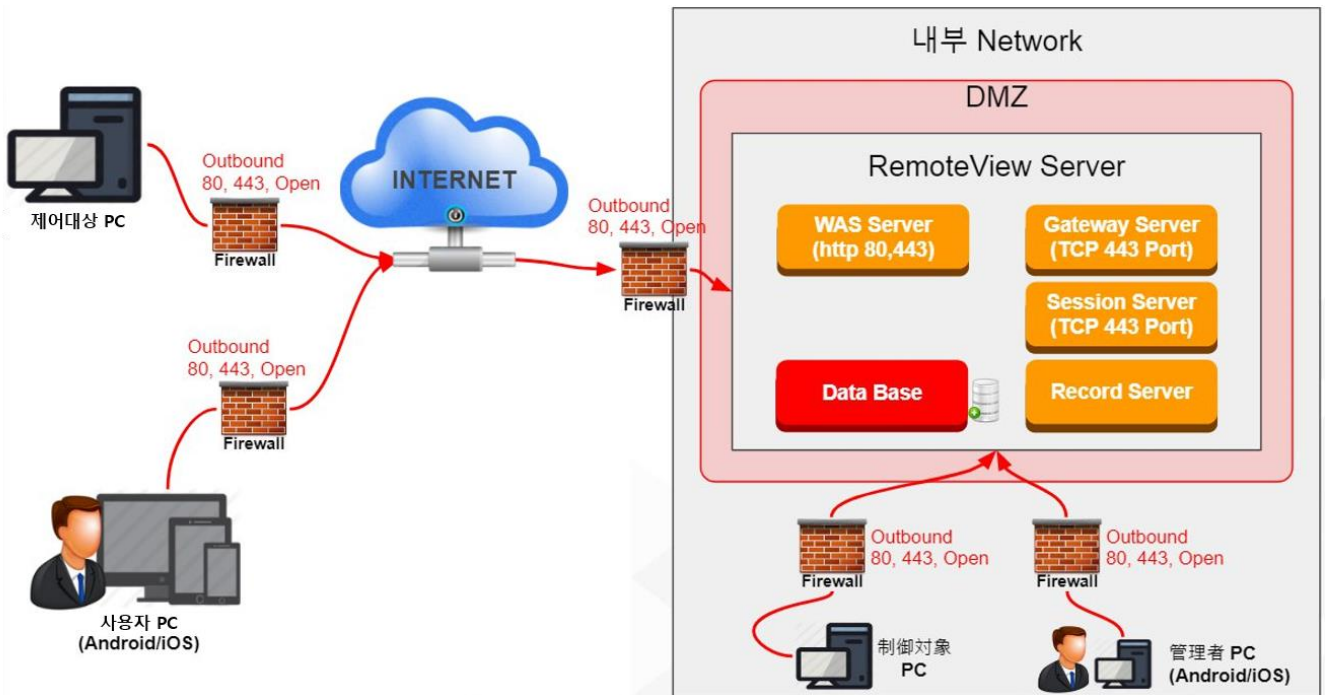 내부 Network
DMZ
RemoteView Server
WAS Server
(http 80,443)
Gateway Server
(TCP 443 Port)
Session Server
(TCP 443 Port)
Data Base
Record Server
제어대상 PC
Outbound
80, 443, Open
Firewall
INTERNET
Outbound
80, 443, Open
Firewall
Outbound
80, 443, Open
Firewall
사용자 PC
(Android/iOS)
Outbound
80, 443, Open
Firewall
Outbound
80, 443, Open
Firewall
制御対象
PC
管理者 PC
(Android/iOS)